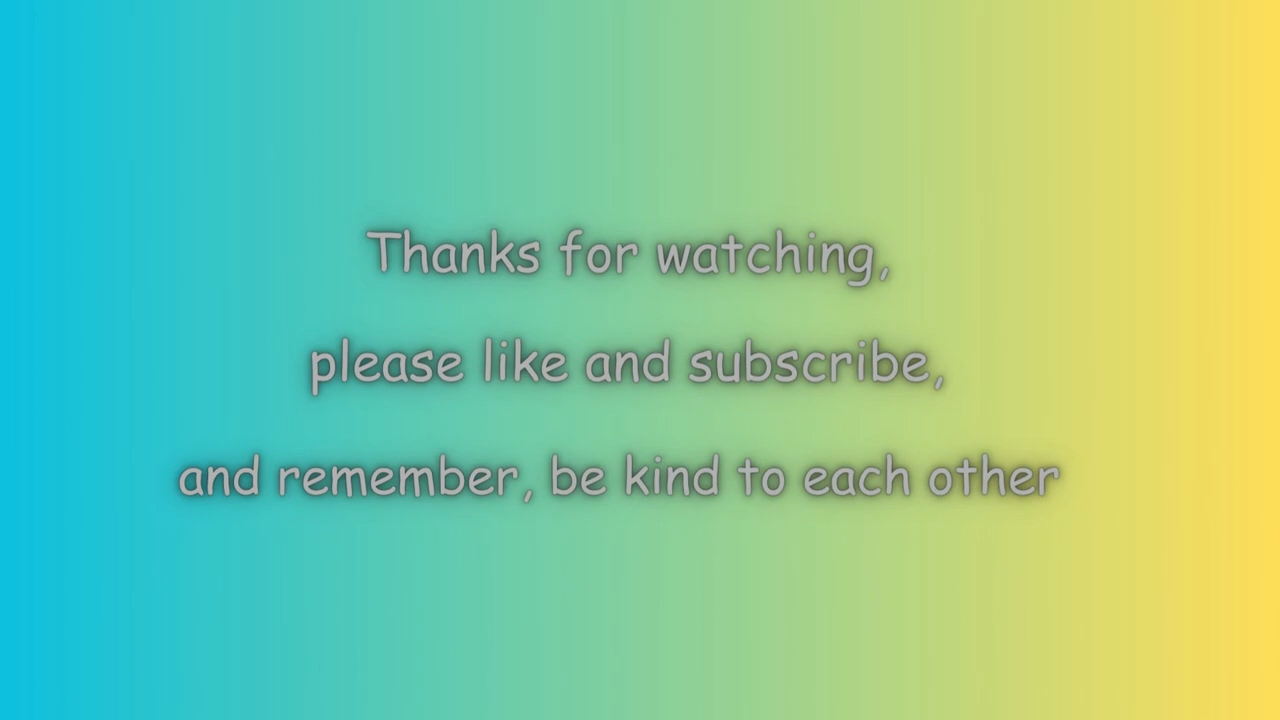 Thanks for watching,
please like and subscribe,
and remember, be kind to each other